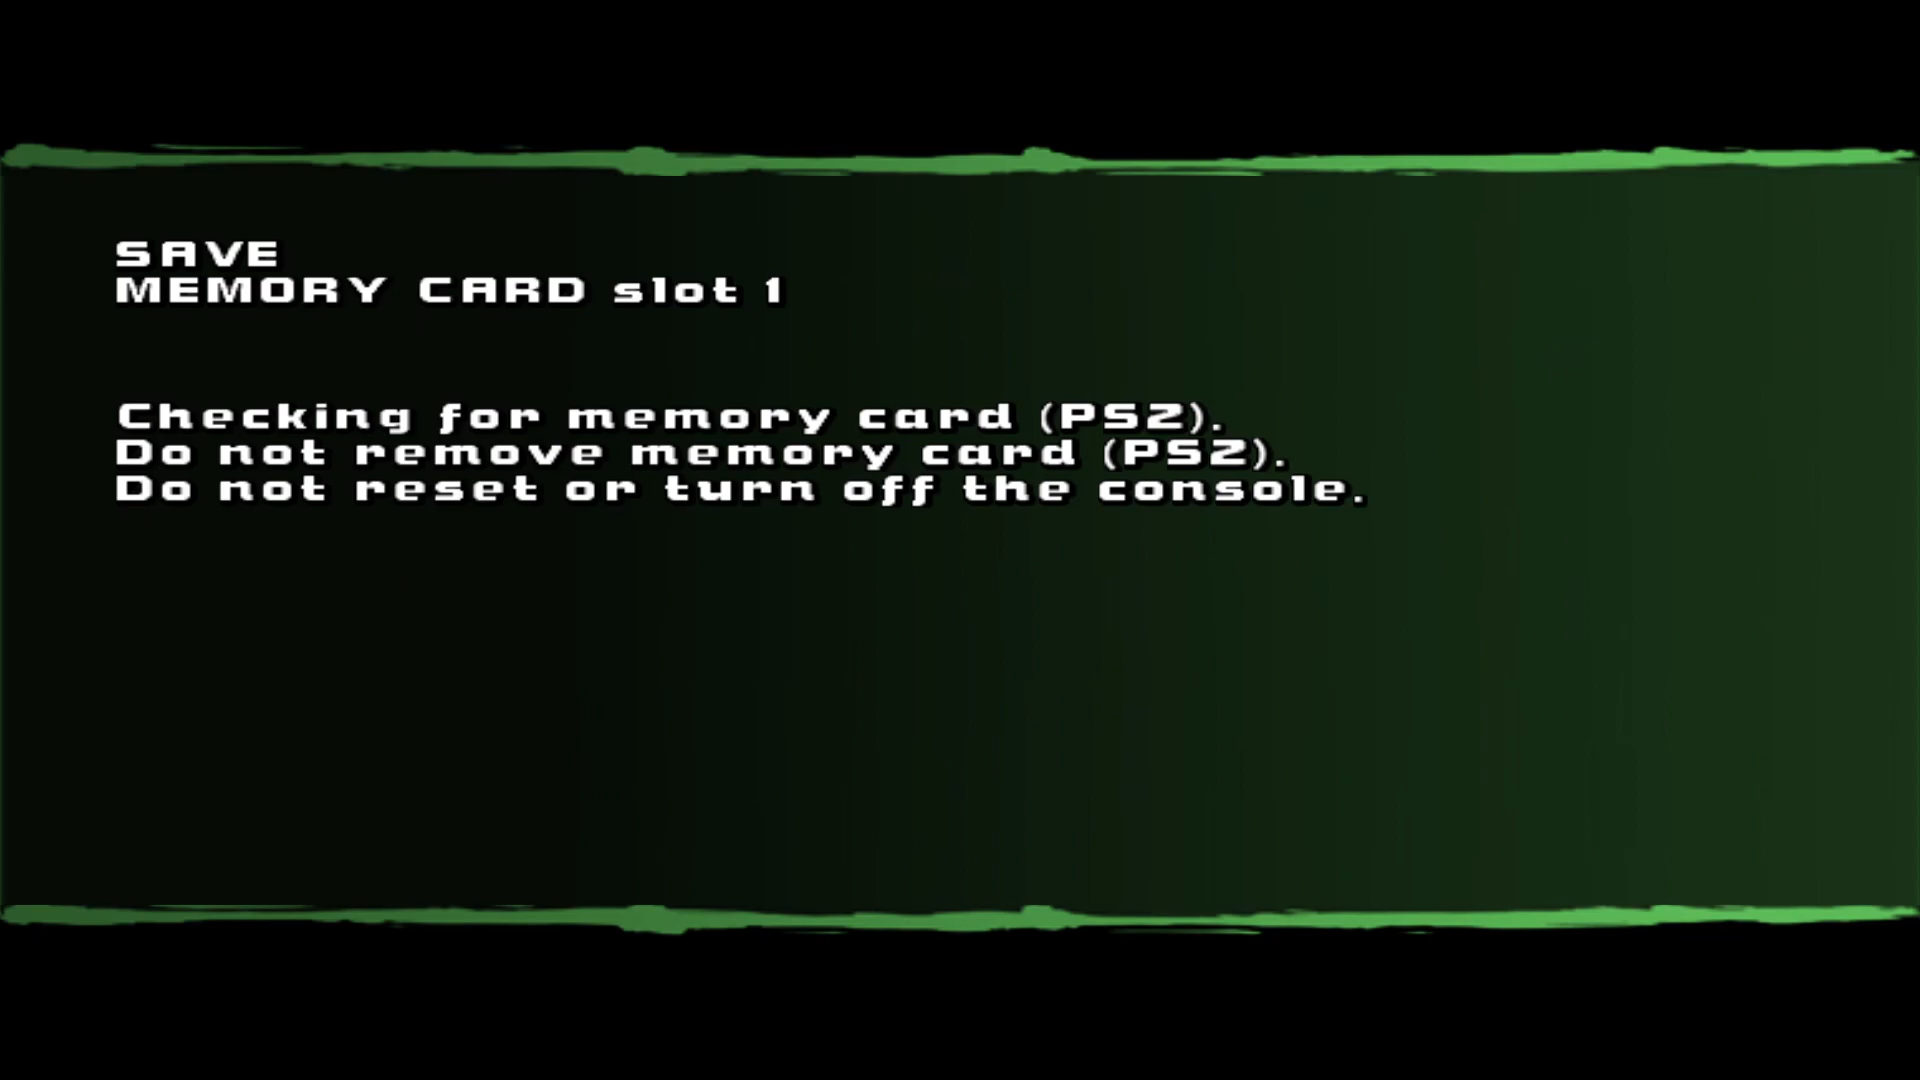 SAVE
MEMORY CARD slot 1
Checking for memory card (PS2).
Do not remove memory card (PS2).
Do not reset or turn off the console.